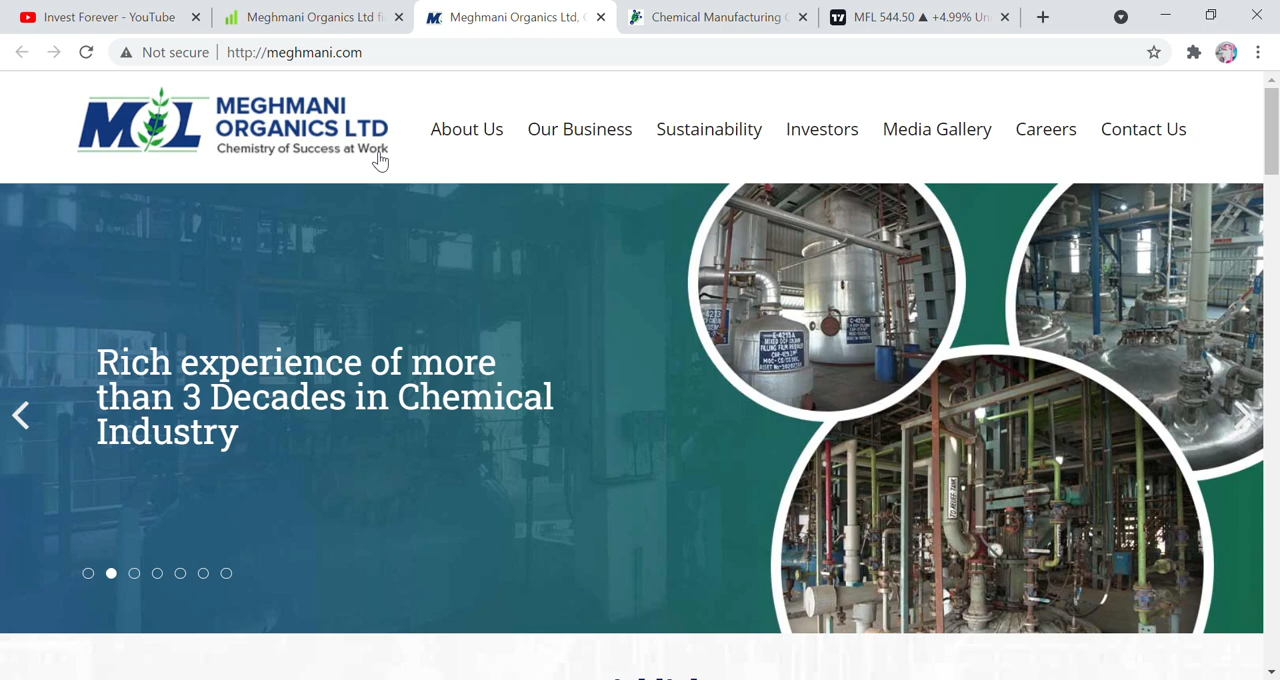 Invest Forever - YouTube
Meghmani Organics Ltd fi
Meghmani Organics Ltd, C
Chemical Manufacturing C
MFL 544.50 ▲ +4.99% Un
Not secure
http://meghmani.com
MOL
MEGHMANI
ORGANICS LTD
Chemistry of Success at Work
About Us
Our Business
Sustainability
Investors
Media Gallery
Careers
Contact Us
Rich experience of more
than 3 Decades in Chemical
Industry